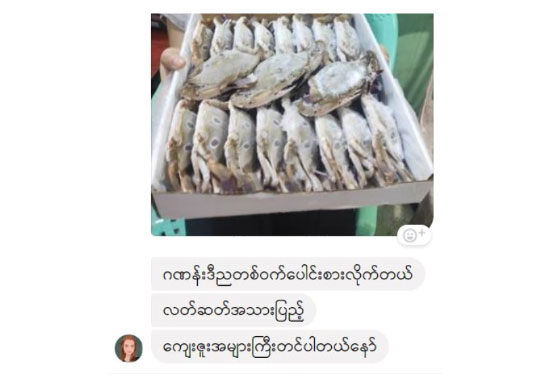 ဂဏန်းဒီညတစ်ဝက်ပေါင်းစားလိုက်တယ်
လတ်ဆတ်အသားပြည့်
ကျေးဇူးအများကြီးတင်ပါတယ်နော်